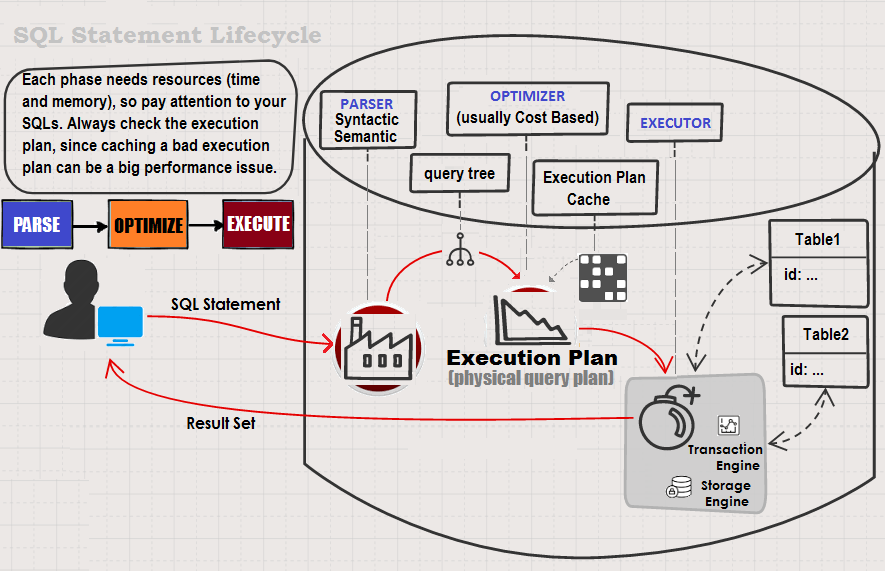 SQL Statement Lifecycle
Each phase needs resources (time
and memory), so pay attention to your
SQLs. Always check the execution
plan, since caching a bad execution
plan can be a big performance issue.
PARSE
OPTIMIZE
EXECUTE
PARSER
Syntactic
Semantic
OPTIMIZER
(usually Cost Based)
EXECUTOR
query tree
Execution Plan
Cache
Table1
id: ...
Table2
id: ...
SQL Statement
Execution Plan
(physical query plan)
Result Set
Transaction
Engine
Storage
Engine